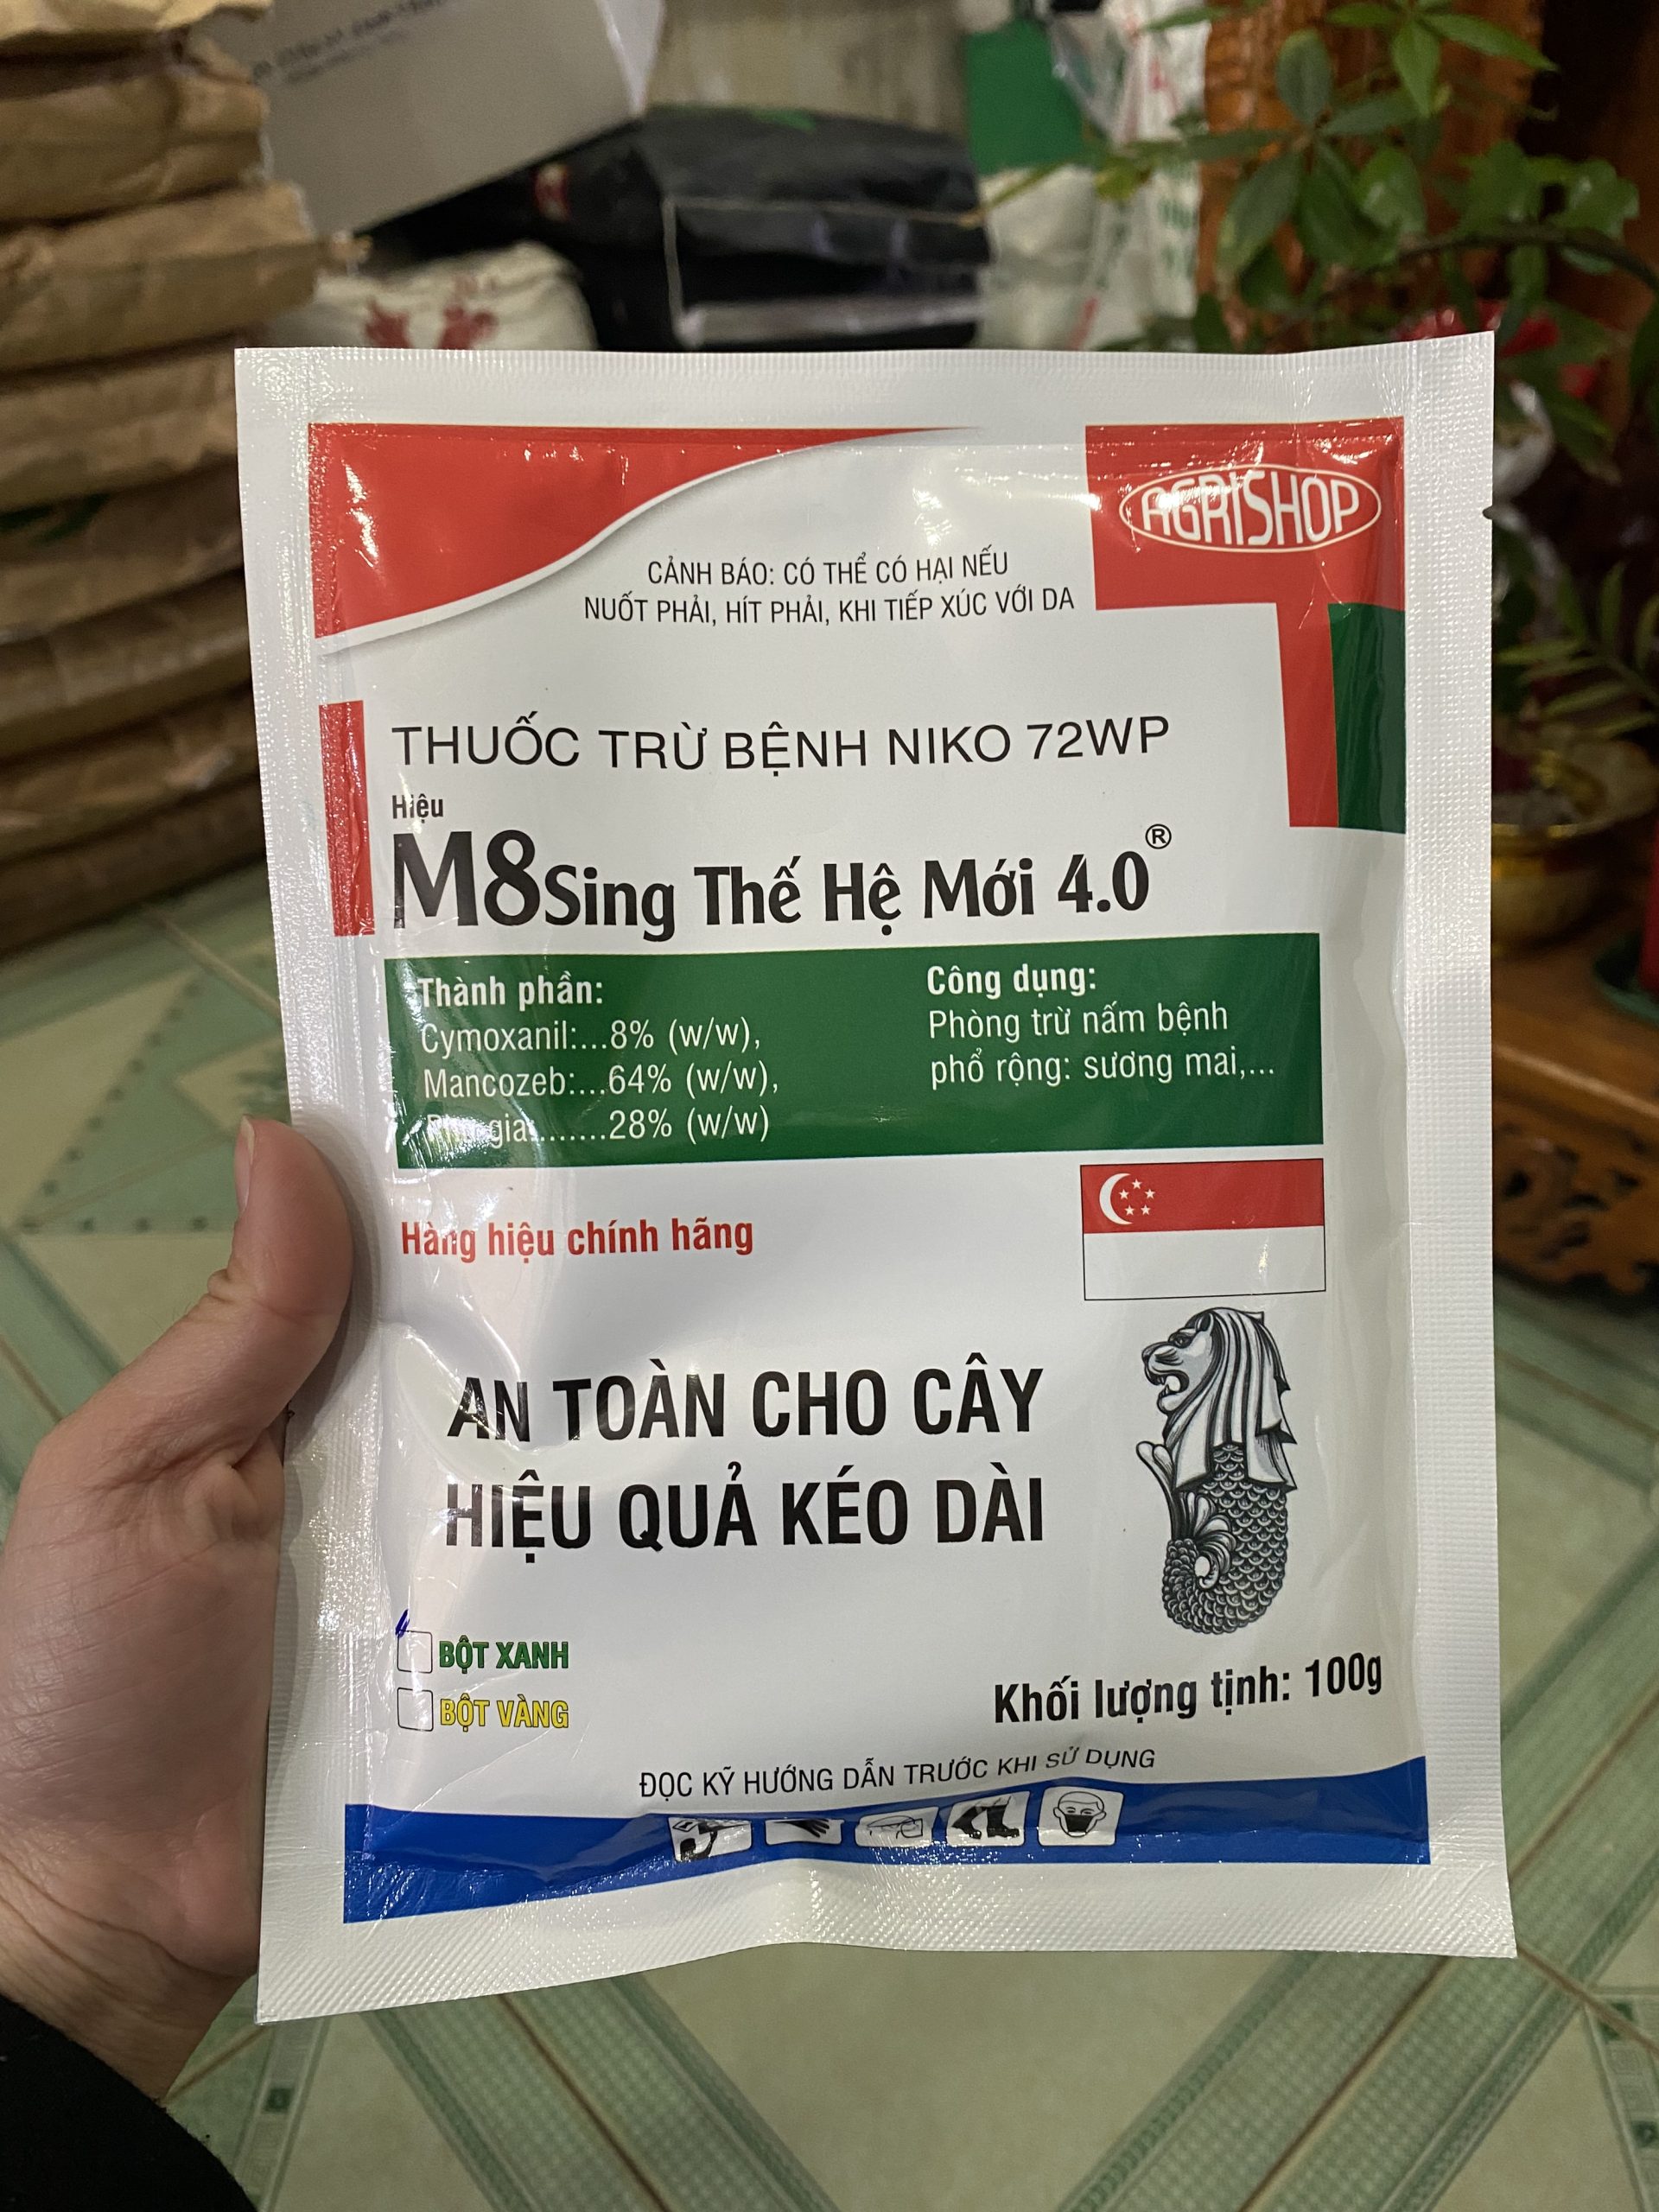 AGRISHOP
CẢNH BÁO: CÓ THỂ CÓ HẠI NẾU
NUỐT PHẢI, HÍT PHẢI, KHI TIẾP XÚC VỚI DA
THUỐC TRỪ BỆNH NIKO 72WP
Hiệu
M8Sing Thế Hệ Mới 4.0®
Thành phần:
Cymoxanil:...8% (w/w),
Mancozeb:...64% (w/w),
Phụ gia:.......28% (w/w)
Công dụng:
Phòng trừ nấm bệnh
phổ rộng: sương mai,...
Hàng hiệu chính hãng
AN TOÀN CHO CÂY
HIỆU QUẢ KÉO DÀI
BỘT XANH
BỘT VÀNG
Khối lượng tịnh: 100g
ĐỌC KỸ HƯỚNG DẪN TRƯỚC KHI SỬ DỤNG